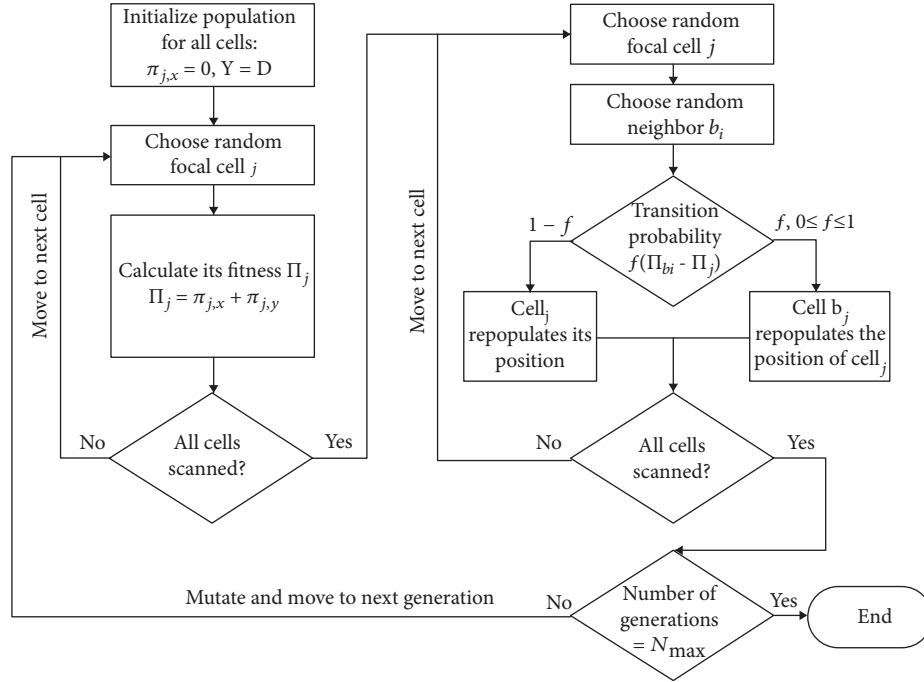 Initialize population
for all cells:
π_{j,x} = 0, Y = D
Choose random
focal cell j
Move to next cell
Calculate its fitness Π_j
Π_j = π_{j,x} + π_{j,y}
No
All cells
scanned?
Yes
Choose random
focal cell j
Choose random
neighbor b_i
Move to next cell
1 − f
Transition
probability
f(Π_{bi} - Π_j)
f, 0≤ f ≤1
Cell_j
repopulates its
position
Cell b_j
repopulates the
position of cell_j
No
All cells
scanned?
Yes
Mutate and move to next generation
No
Number of
generations
= N_max
Yes
End